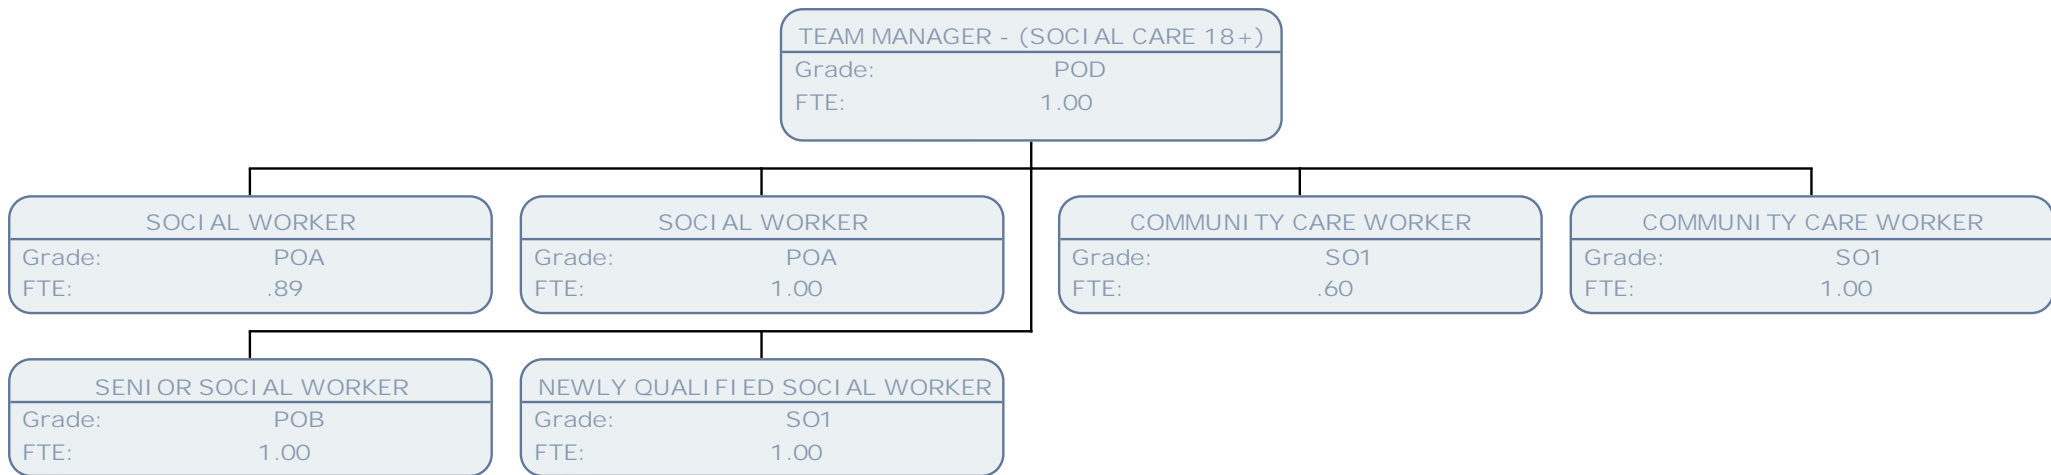 TEAM MANAGER - (SOCIAL CARE 18+)
Grade: POD
FTE: 1.00
SOCIAL WORKER
Grade: POA
FTE: .89
SOCIAL WORKER
Grade: POA
FTE: 1.00
COMMUNITY CARE WORKER
Grade: SO1
FTE: .60
COMMUNITY CARE WORKER
Grade: SO1
FTE: 1.00
SENIOR SOCIAL WORKER
Grade: POB
FTE: 1.00
NEWLY QUALIFIED SOCIAL WORKER
Grade: SO1
FTE: 1.00